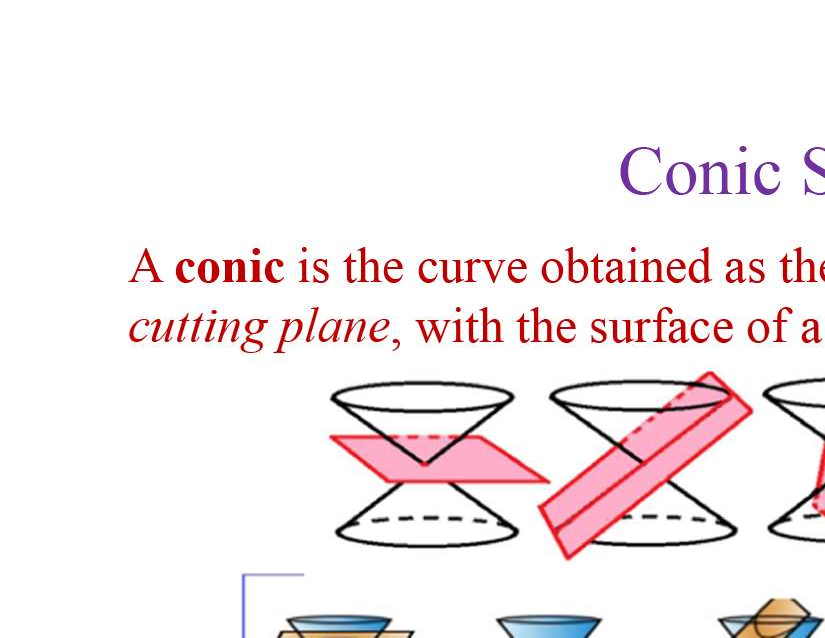 Conic S
A conic is the curve obtained as the
cutting plane, with the surface of a